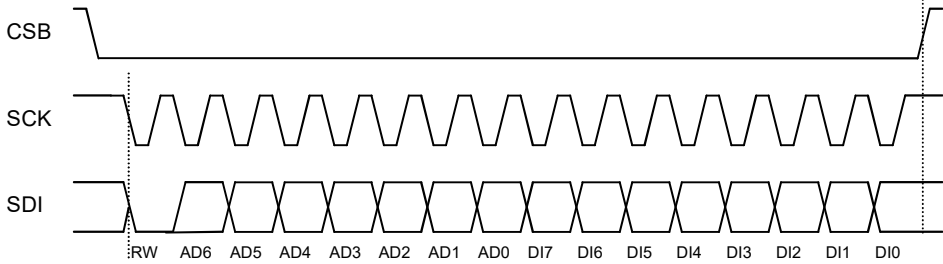 CSB
SCK
SDI
RW AD6 AD5 AD4 AD3 AD2 AD1 AD0 DI7 DI6 DI5 DI4 DI3 DI2 DI1 DI0